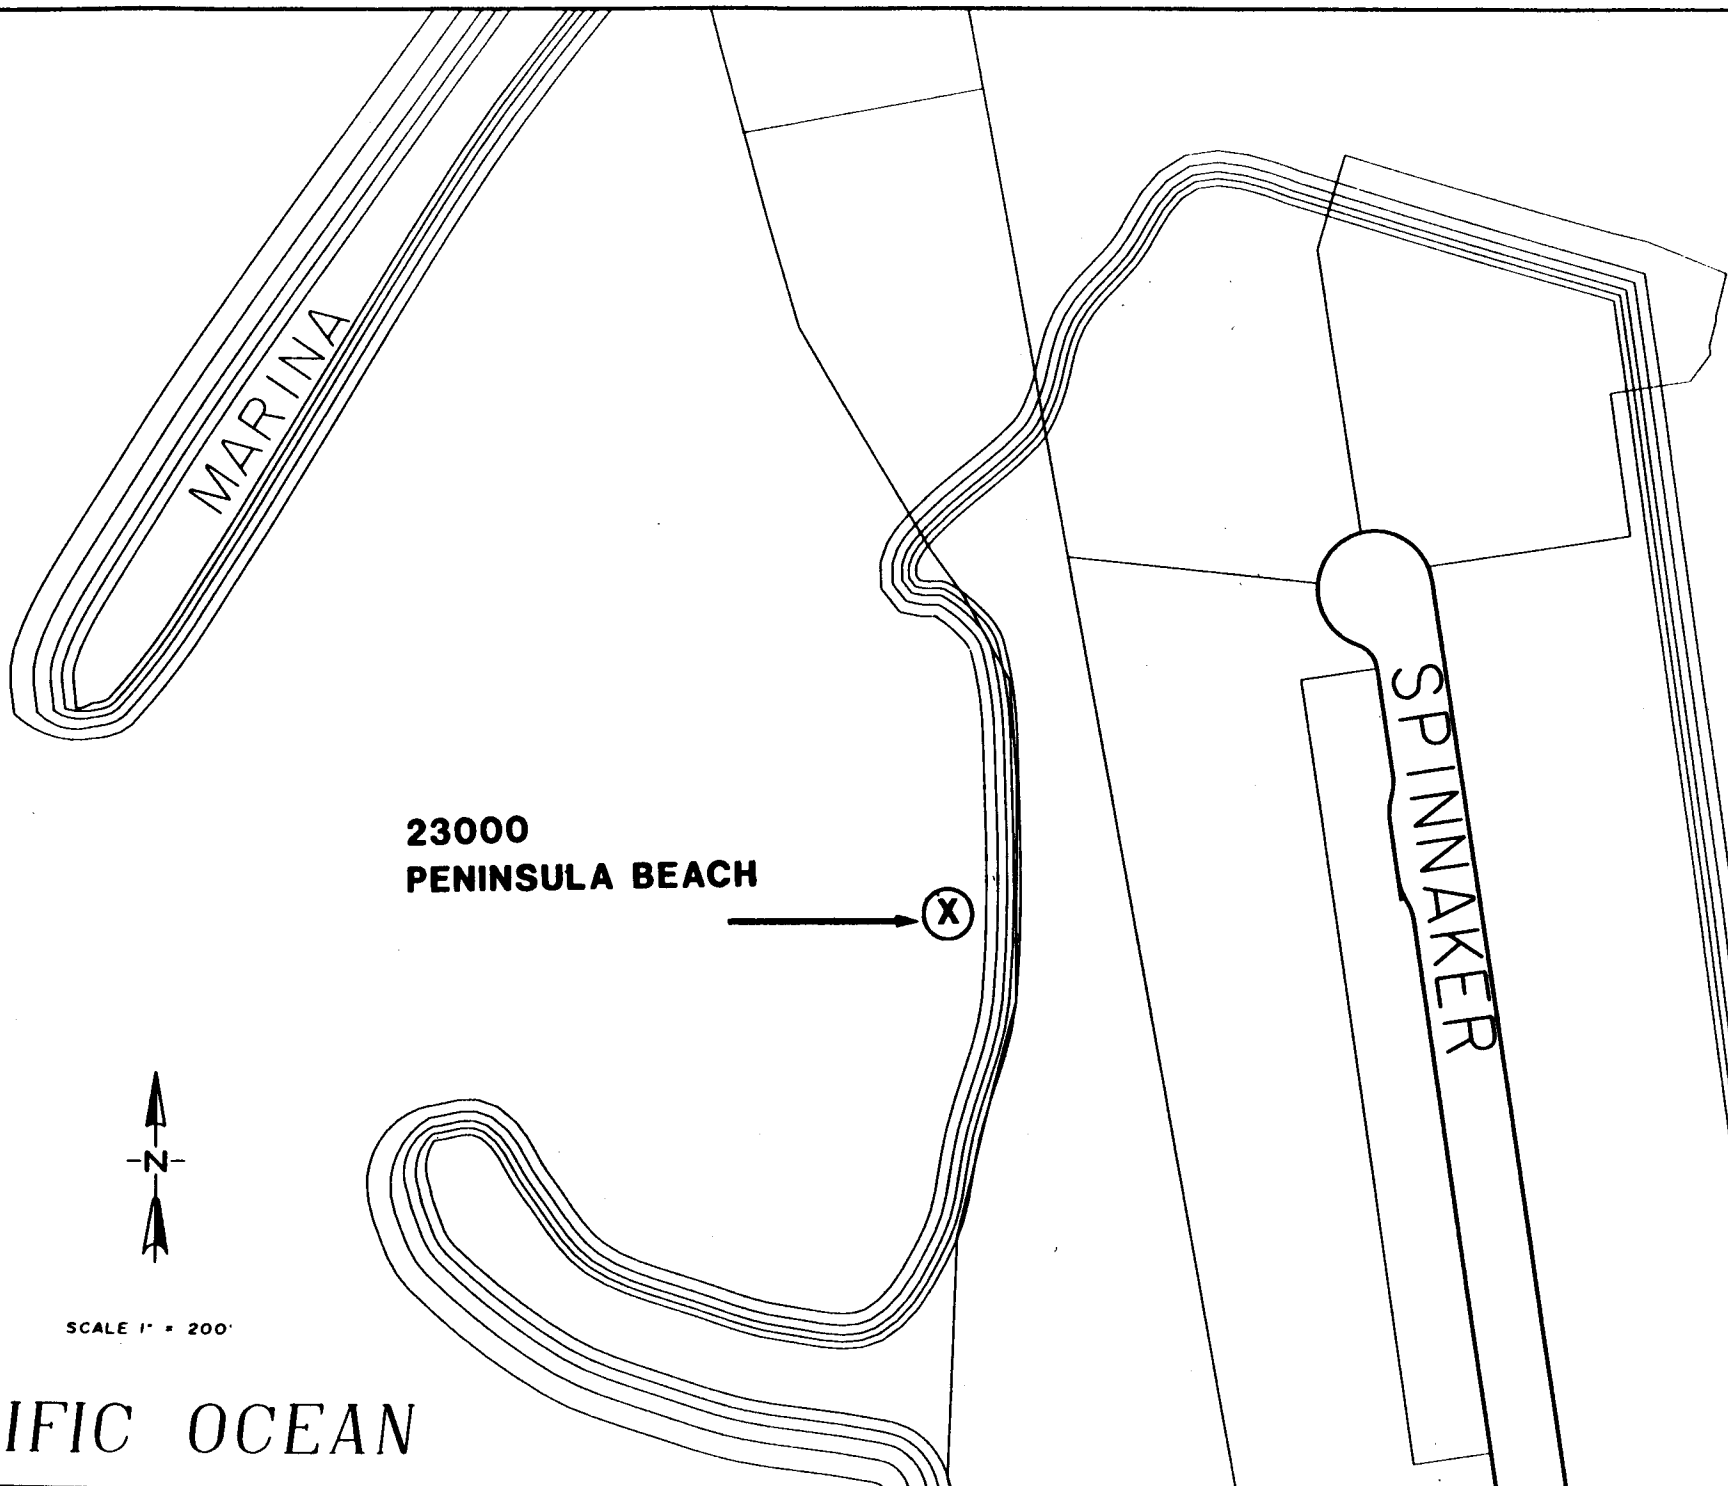 MARINA
SPINNAKER
23000
PENINSULA BEACH
X
-N-
SCALE 1" = 200'
IFIC OCEAN